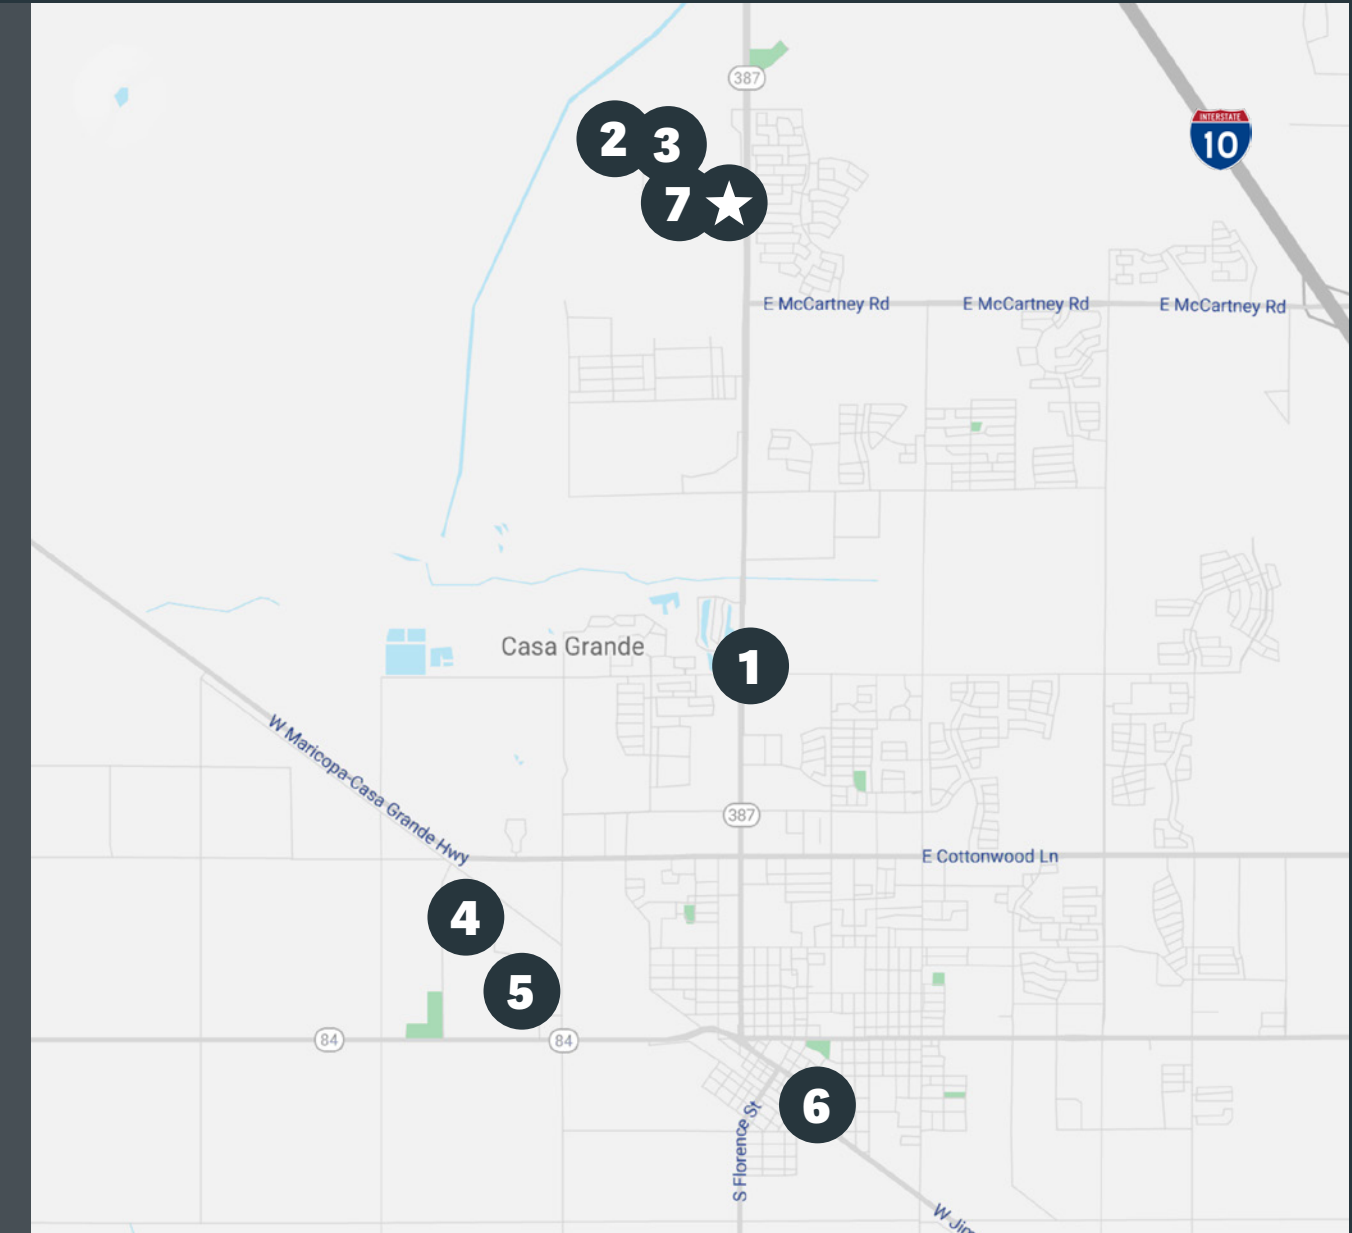 387
INTERSTATE
10
2
3
7
E McCartney Rd
E McCartney Rd
E McCartney Rd
Casa Grande
1
W Maricopa-Casa Grande Hwy
387
E Cottonwood Ln
4
5
84
84
6
S Florence St
W Jim